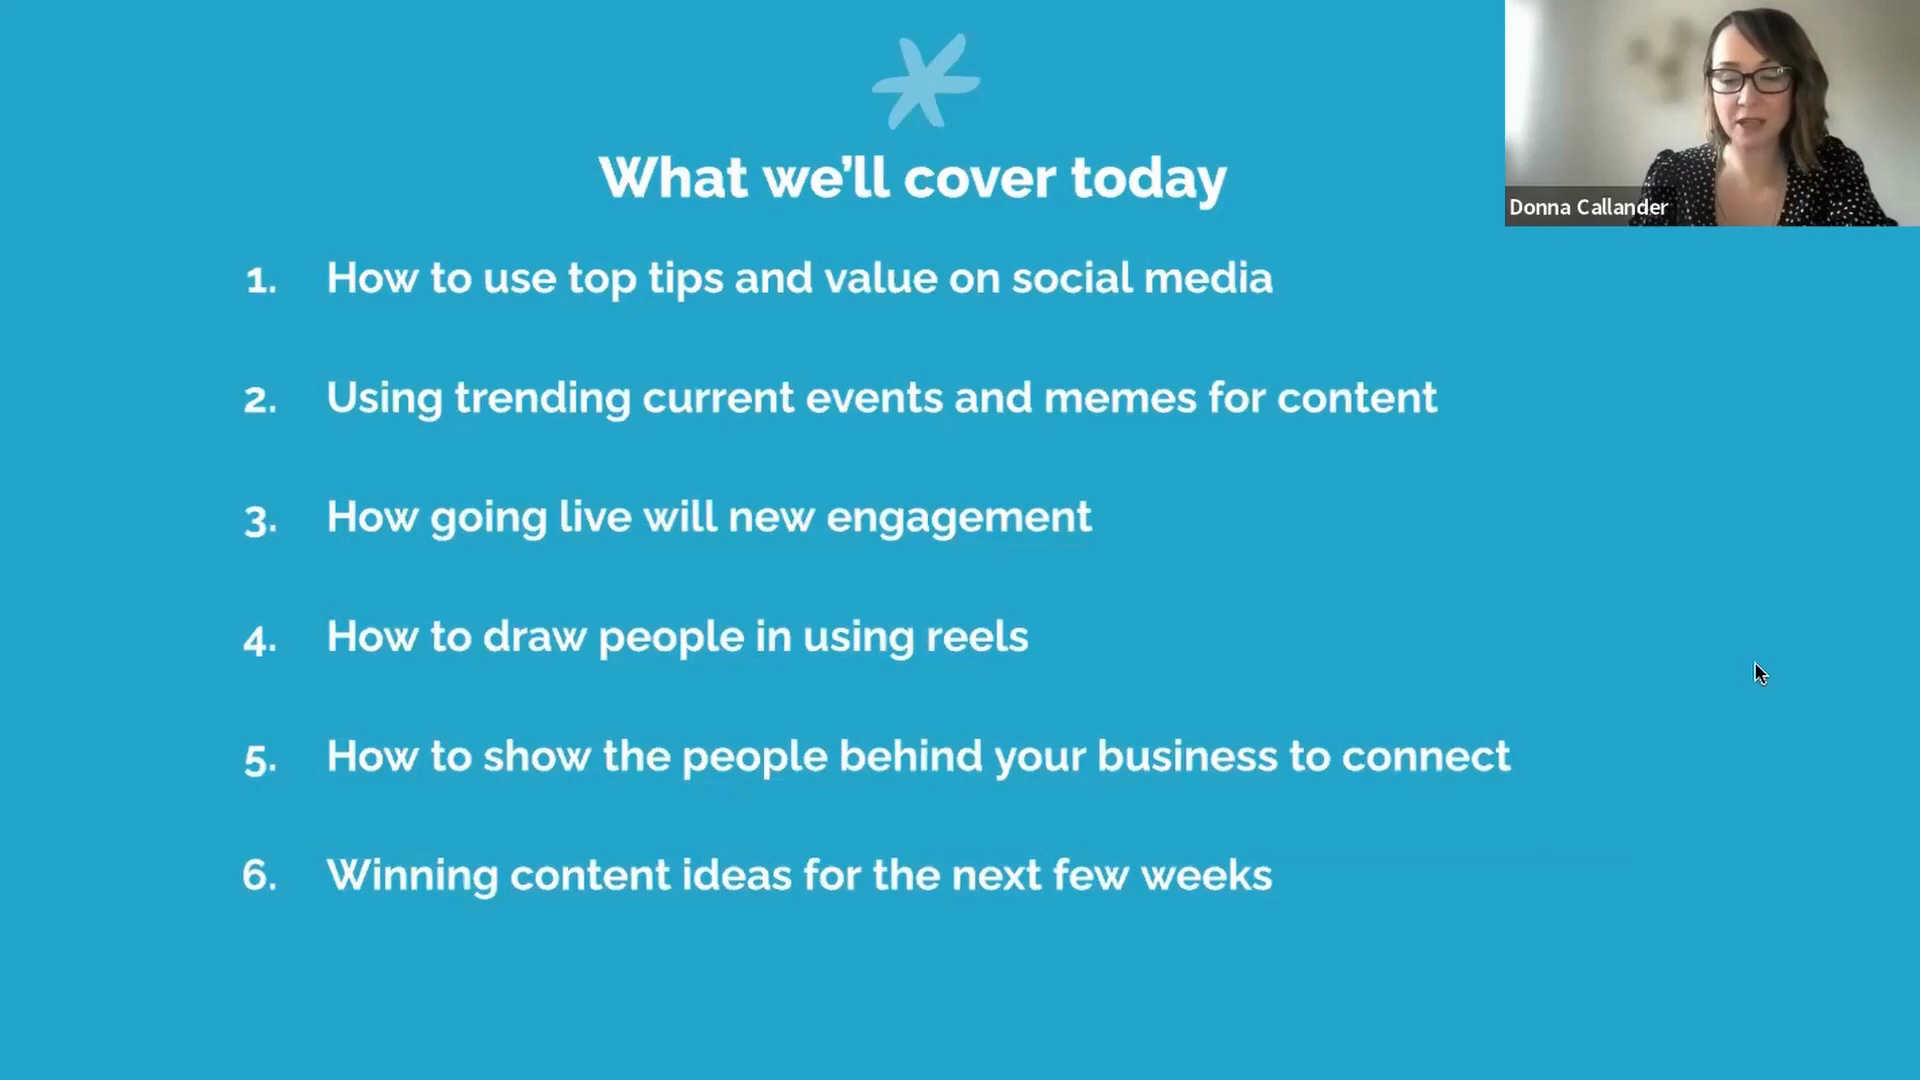 What we'll cover today
Donna Callander
1. How to use top tips and value on social media
2. Using trending current events and memes for content
3. How going live will new engagement
4. How to draw people in using reels
5. How to show the people behind your business to connect
6. Winning content ideas for the next few weeks